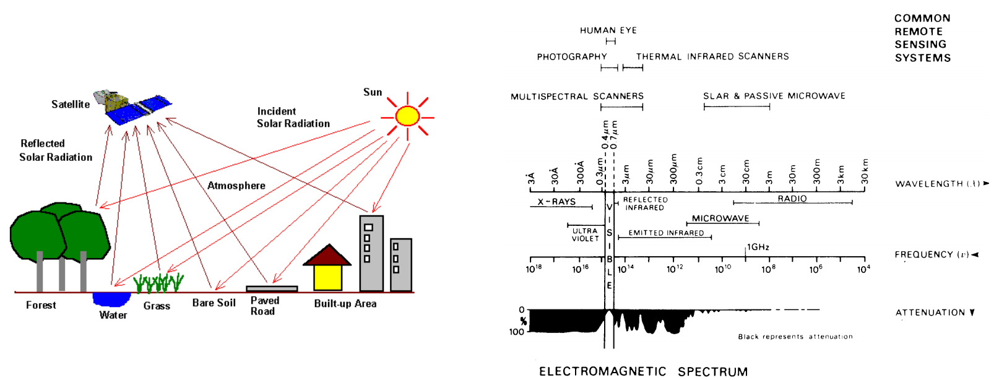 Sun
Satellite
Incident
Solar Radiation
Reflected
Solar Radiation
Atmosphere
Forest
Water
Grass
Bare Soil
Paved
Road
Built-up Area
COMMON
REMOTE
SENSING
SYSTEMS
HUMAN EYE
PHOTOGRAPHY
THERMAL INFRARED SCANNERS
MULTISPECTRAL SCANNERS
SLAR & PASSIVE MICROWAVE
0.4μm
0.7μm
3Å
30Å
300Å
0.3μm
3μm
30μm
300μm
0.3cm
3cm
30cm
3m
30m
300m
3km
30km
WAVELENGTH (λ) ►
X-RAYS
VISIBLE
REFLECTED
INFRARED
RADIO
MICROWAVE
ULTRA
VIOLET
EMITTED INFRARED
1GHz
FREQUENCY (ν) ◄
10¹⁸ 10¹⁶ 10¹⁴ 10¹² 10¹⁰ 10⁸ 10⁶ 10⁴
0
%
100
ATTENUATION ▼
Black represents attenuation
ELECTROMAGNETIC SPECTRUM